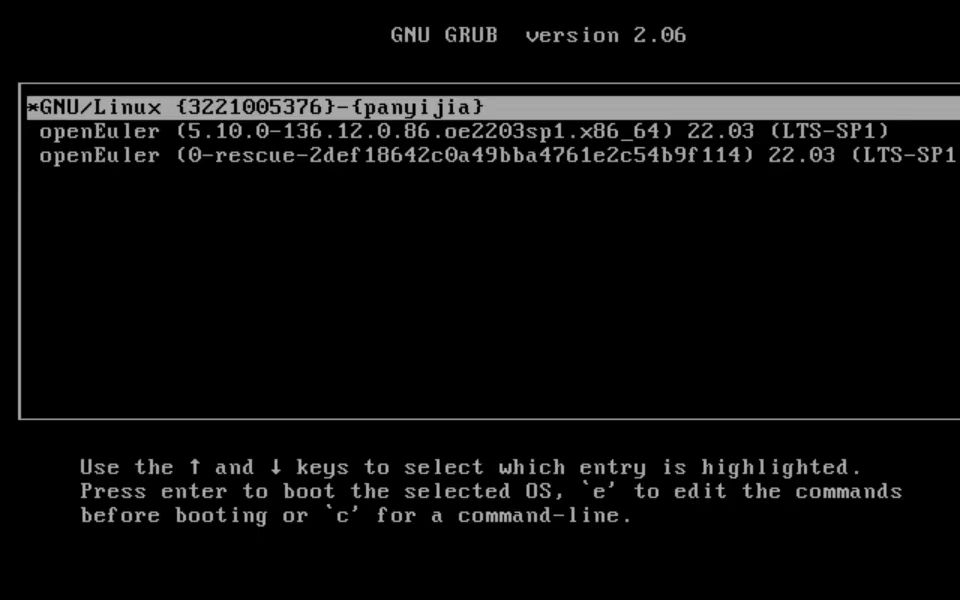 GNU GRUB  version 2.06
*GNU/Linux {3221005376}-{panyijia}
openEuler (5.10.0-136.12.0.86.oe2203sp1.x86_64) 22.03 (LTS-SP1)
openEuler (0-rescue-2def18642c0a49bba4761e2c54b9f114) 22.03 (LTS-SP1
Use the ↑ and ↓ keys to select which entry is highlighted.
Press enter to boot the selected OS, `e' to edit the commands
before booting or `c' for a command-line.